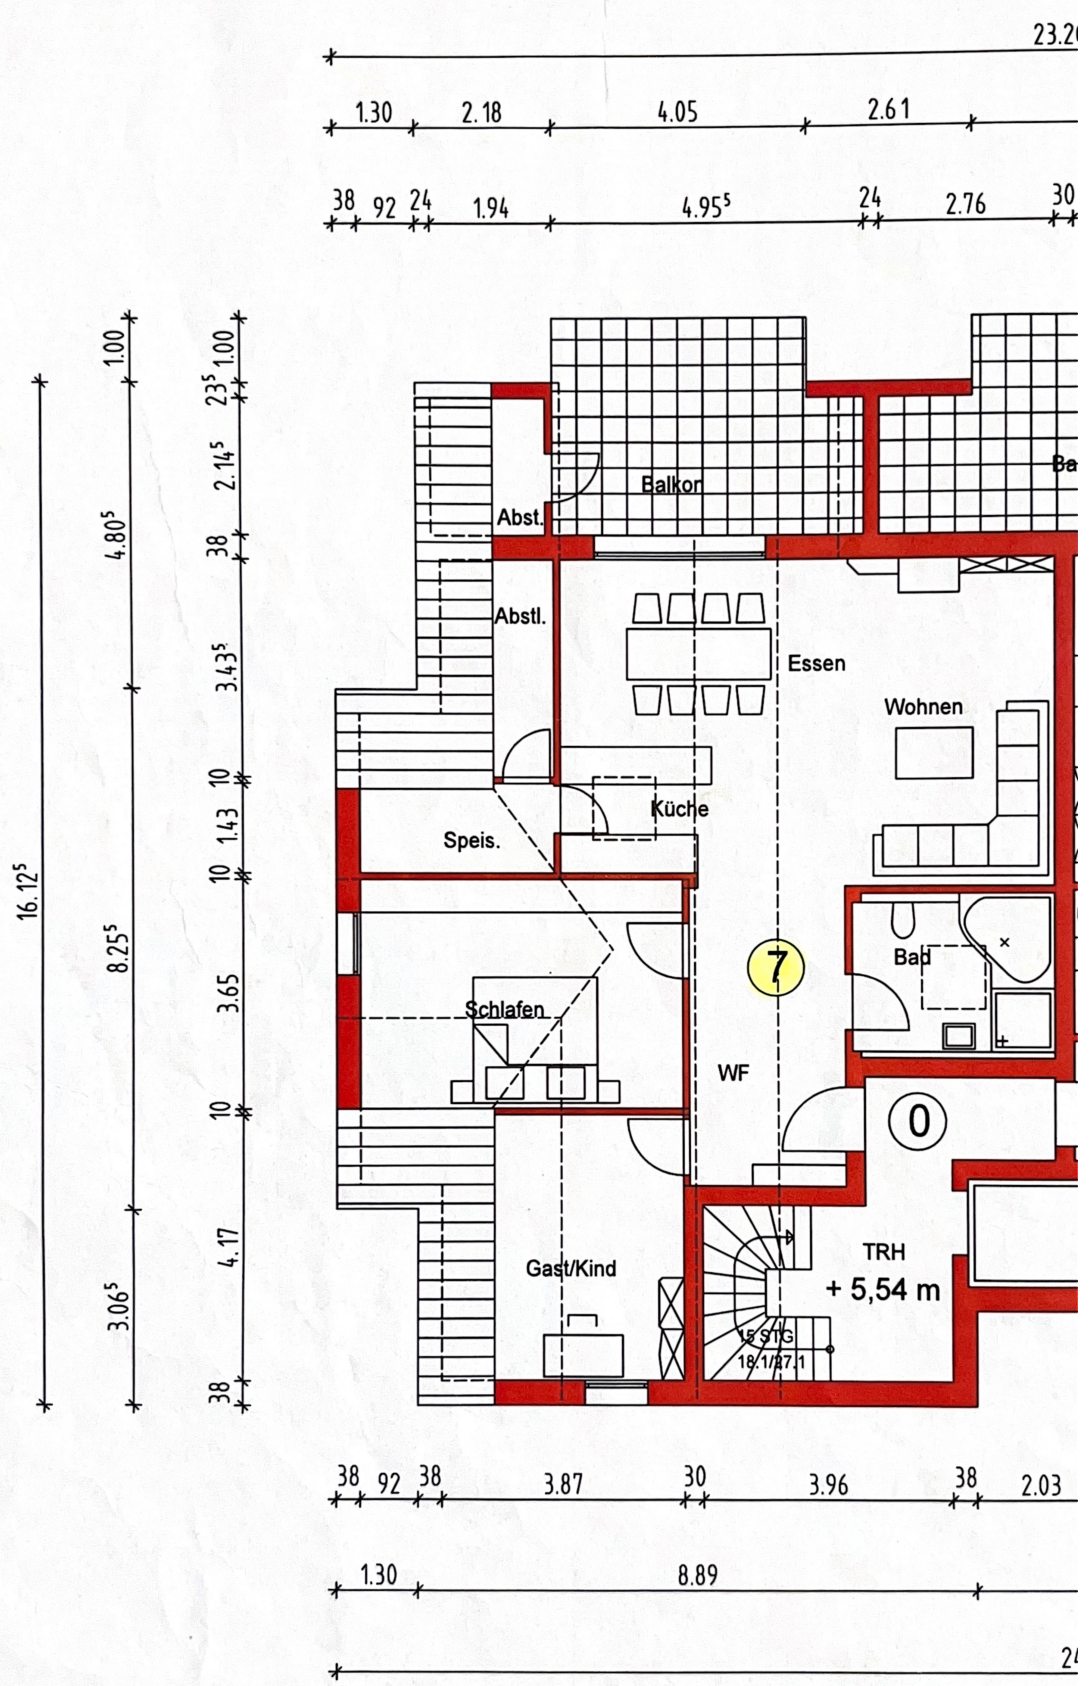 23.20
1.30 2.18 4.05 2.61
38 92 24 1.94 4.95⁵ 24 2.76 30
1.00
1.00
23⁵
2.14⁵
4.80⁵
38
3.43⁵
10
1.43
10
16.12⁵
8.25⁵
3.65
10
4.17
3.06⁵
38
Balkon
Ba
Abst.
Abstl.
Essen
Wohnen
Küche
Speis.
Bad
7
Schlafen
WF
0
TRH
+ 5,54 m
Gast/Kind
15 STG
18.1/27.1
38 92 38 3.87 30 3.96 38 2.03
1.30 8.89
24